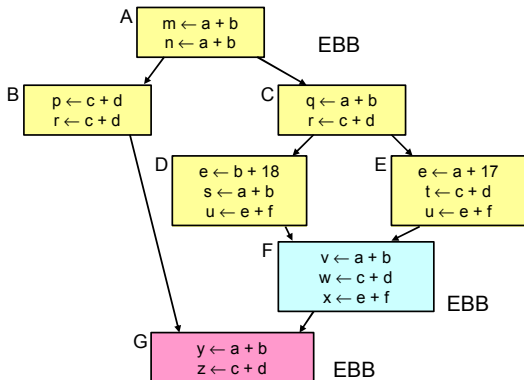 A
m ← a + b
n ← a + b
EBB
B
p ← c + d
r ← c + d
C
q ← a + b
r ← c + d
D
e ← b + 18
s ← a + b
u ← e + f
E
e ← a + 17
t ← c + d
u ← e + f
F
v ← a + b
w ← c + d
x ← e + f
EBB
G
y ← a + b
z ← c + d
EBB